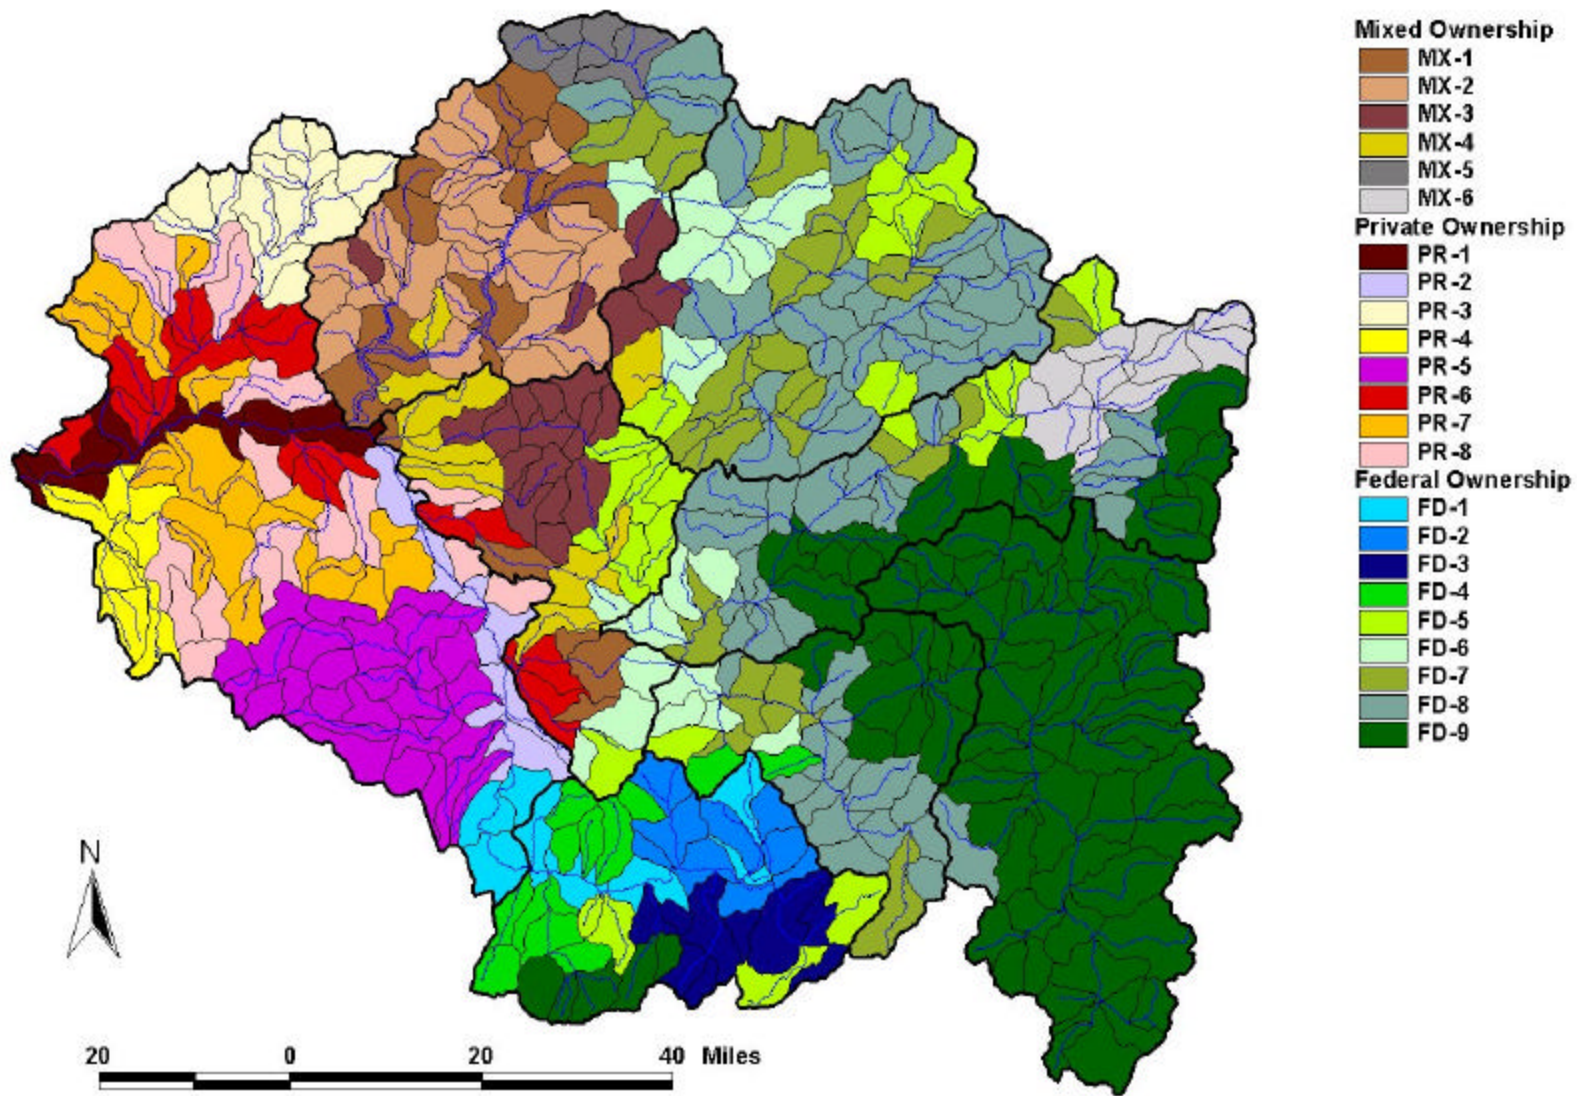 Mixed Ownership
MX-1
MX-2
MX-3
MX-4
MX-5
MX-6
Private Ownership
PR-1
PR-2
PR-3
PR-4
PR-5
PR-6
PR-7
PR-8
Federal Ownership
FD-1
FD-2
FD-3
FD-4
FD-5
FD-6
FD-7
FD-8
FD-9
N
20 0 20 40 Miles